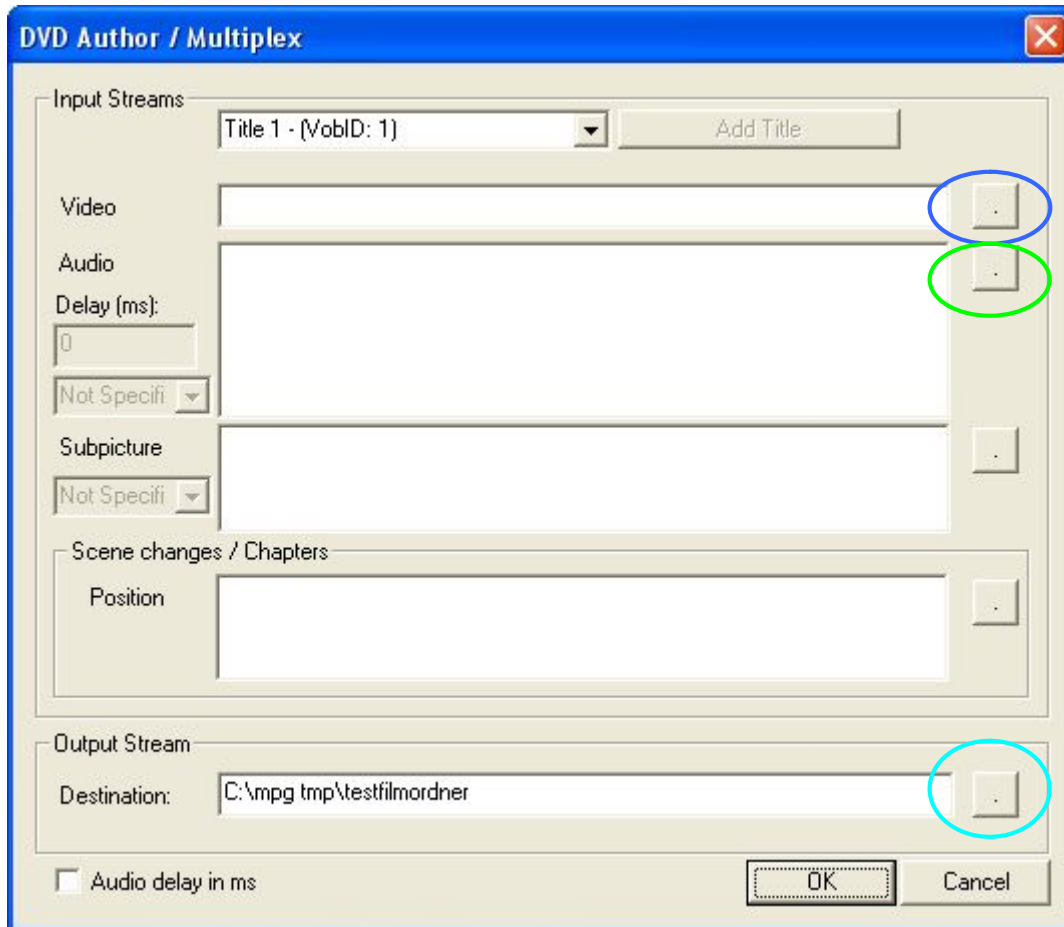 DVD Author / Multiplex
Input Streams
Title 1 - (VobID: 1)
Add Title
Video
.
Audio
.
Delay (ms):
0
Not Specifi
Subpicture
.
Not Specifi
Scene changes / Chapters
Position
.
Output Stream
Destination:
C:\mpg tmp\testfilmordner
.
Audio delay in ms
OK
Cancel